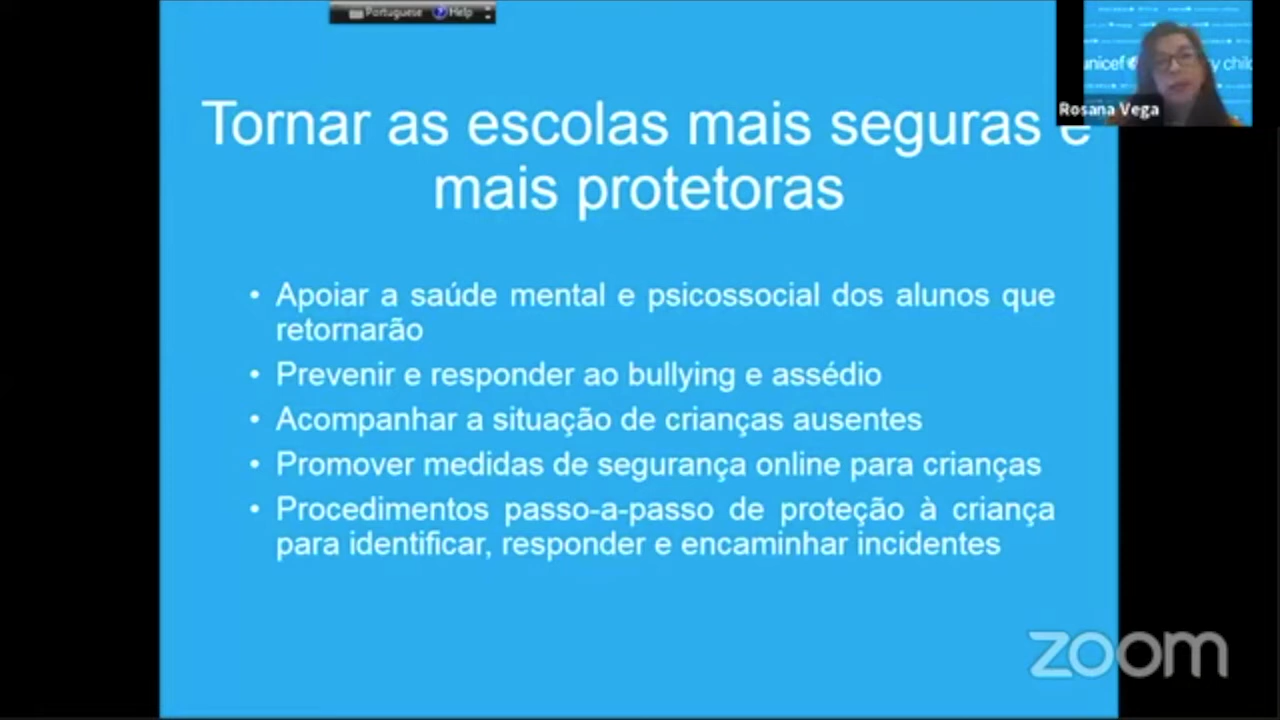 Portuguese Help
unicef
Rosana Vega
Tornar as escolas mais seguras e
mais protetoras
• Apoiar a saúde mental e psicossocial dos alunos que
retornarão
• Prevenir e responder ao bullying e assédio
• Acompanhar a situação de crianças ausentes
• Promover medidas de segurança online para crianças
• Procedimentos passo-a-passo de proteção à criança
para identificar, responder e encaminhar incidentes
zoom